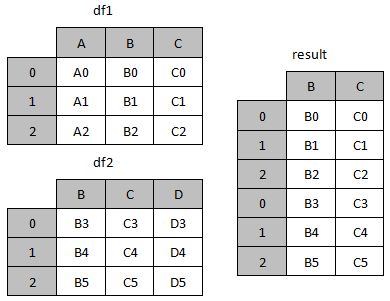 df1
A B C
0 A0 B0 C0
1 A1 B1 C1
2 A2 B2 C2
df2
B C D
0 B3 C3 D3
1 B4 C4 D4
2 B5 C5 D5
result
B C
0 B0 C0
1 B1 C1
2 B2 C2
0 B3 C3
1 B4 C4
2 B5 C5